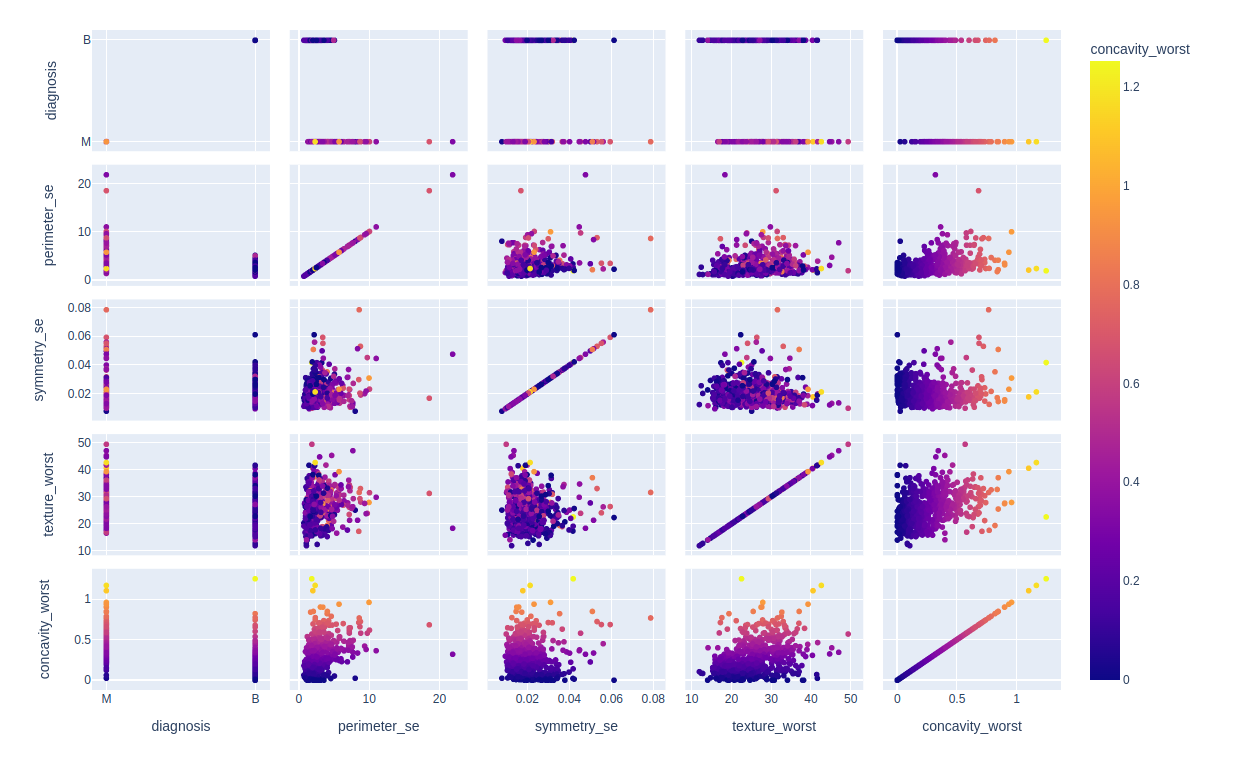 concavity_worst
B
M
diagnosis
20
10
0
perimeter_se
0.08
0.06
0.04
0.02
symmetry_se
50
40
30
20
10
texture_worst
1
0.5
0
concavity_worst
M B
0 10 20
0.02 0.04 0.06 0.08
10 20 30 40 50
0 0.5 1
diagnosis perimeter_se symmetry_se texture_worst concavity_worst
1.2
1
0.8
0.6
0.4
0.2
0